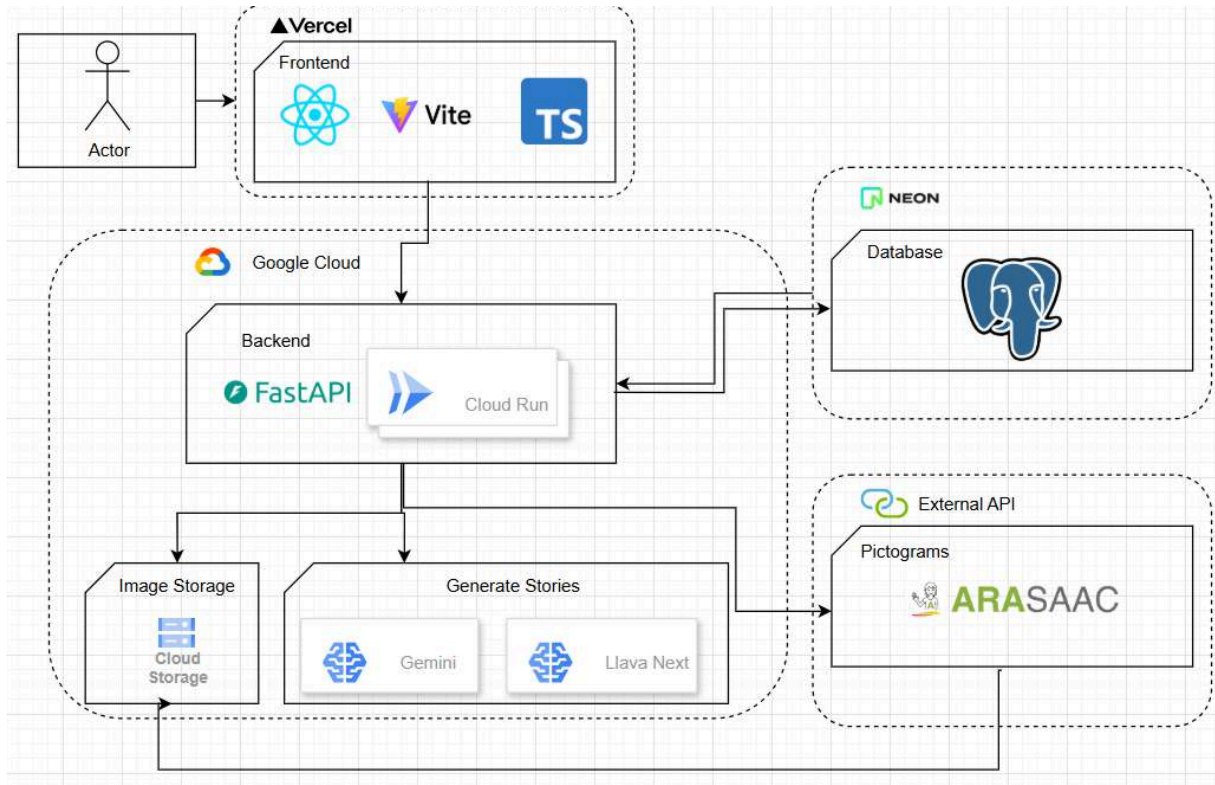 Vercel
Frontend
Vite
TS
Actor
NEON
Database
Google Cloud
Backend
FastAPI
Cloud Run
External API
Pictograms
ARASAAC
Image Storage
Cloud
Storage
Generate Stories
Gemini
Llava Next